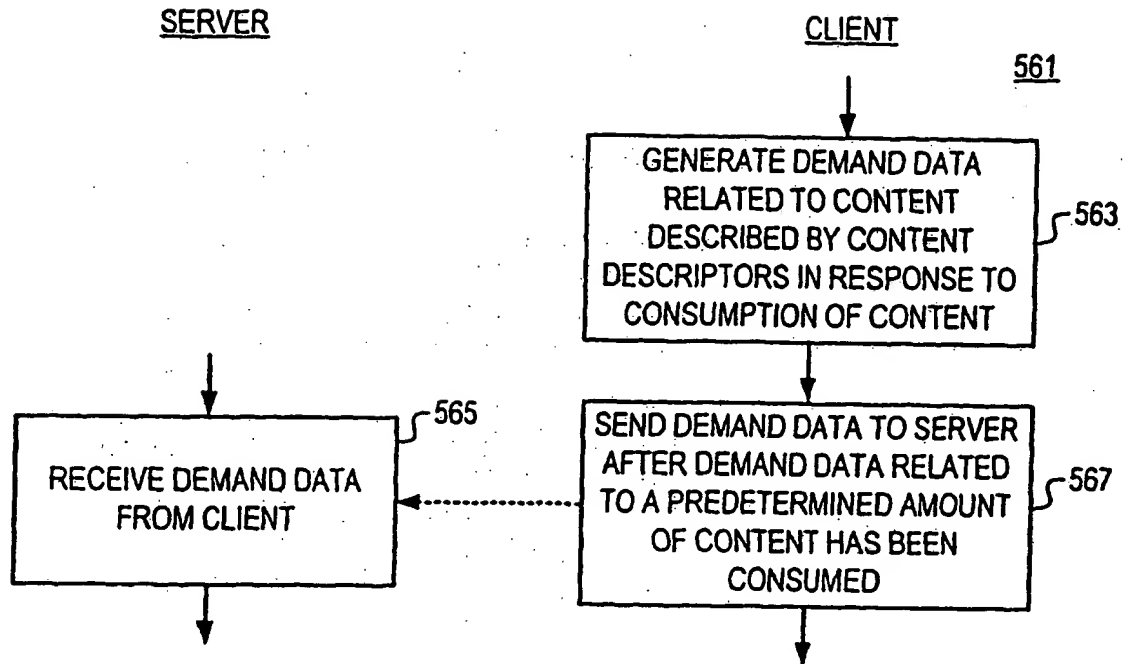 SERVER
CLIENT
561
GENERATE DEMAND DATA
RELATED TO CONTENT
DESCRIBED BY CONTENT
DESCRIPTORS IN RESPONSE TO
CONSUMPTION OF CONTENT
563
RECEIVE DEMAND DATA
FROM CLIENT
565
SEND DEMAND DATA TO SERVER
AFTER DEMAND DATA RELATED
TO A PREDETERMINED AMOUNT
OF CONTENT HAS BEEN
CONSUMED
567